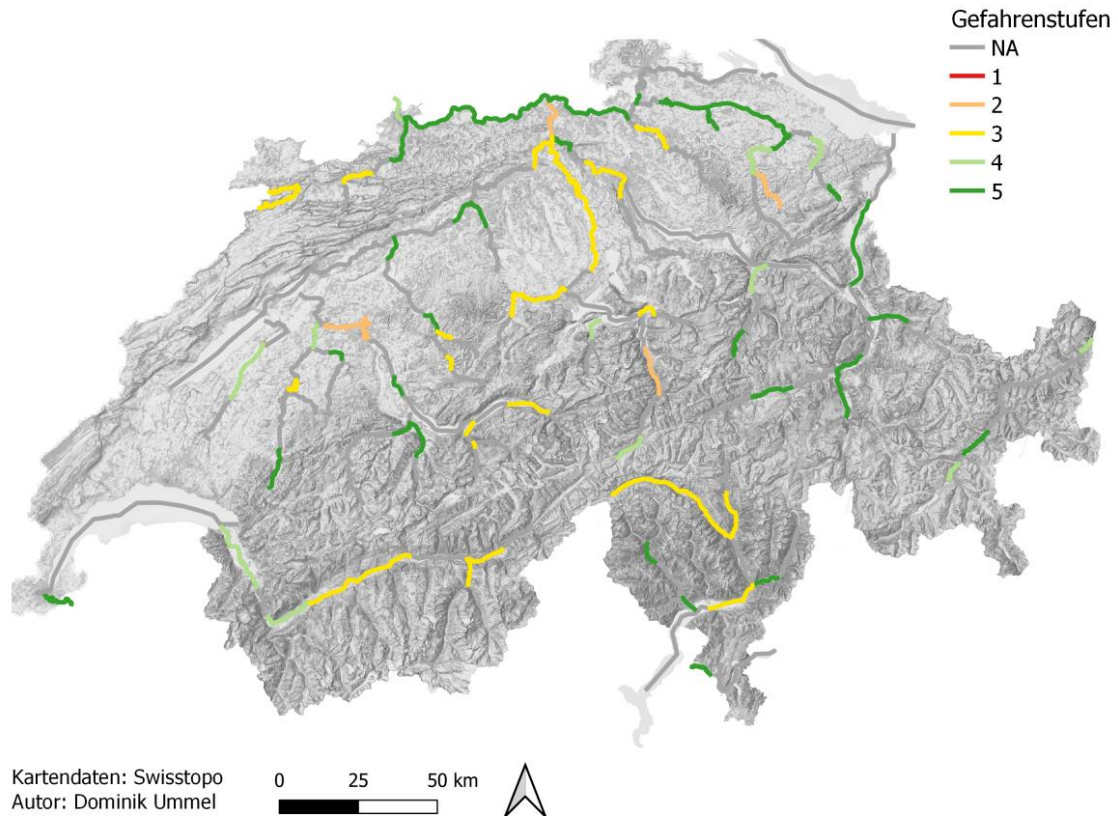 Gefahrenstufen
NA
1
2
3
4
5
Kartendaten: Swisstopo
Autor: Dominik Ummel
0 25 50 km